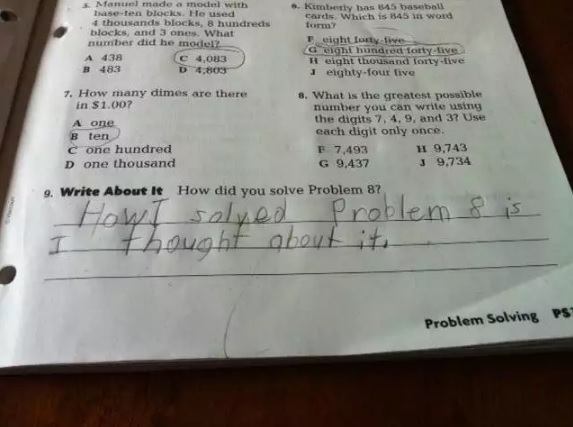 5. Manuel made a model with
base-ten blocks. He used
4 thousands blocks, 8 hundreds
blocks, and 3 ones. What
number did he model?
A 438
B 483
C 4,083
D 4,803
6. Kimberly has 845 baseball
cards. Which is 845 in word
form?
F eight forty-five
G eight hundred forty-five
H eight thousand forty-five
J eighty-four five
7. How many dimes are there
in $1.00?
A one
B ten
C one hundred
D one thousand
8. What is the greatest possible
number you can write using
the digits 7, 4, 9, and 3? Use
each digit only once.
F 7,493
G 9,437
H 9,743
J 9,734
9. Write About It How did you solve Problem 8?
How I solved Problem 8 is
I thought about it.
Problem Solving